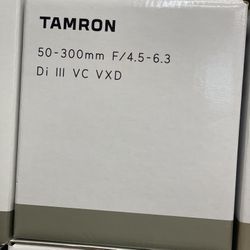 TAMRON
50-300mm F/4.5-6.3
Di III VC VXD